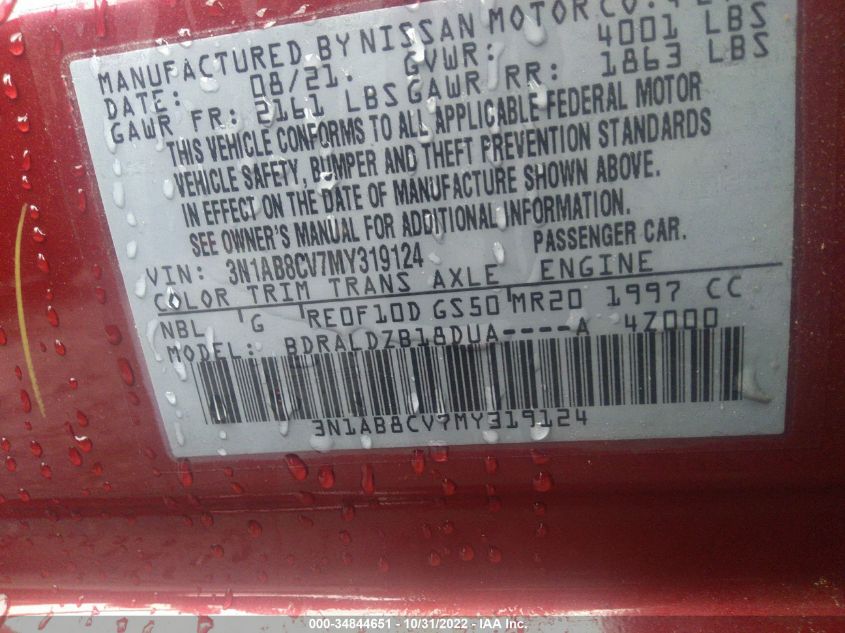 MANUFACTURED BY NISSAN MOTOR CO.
DATE: 08/21 GVWR: 4001 LBS
GAWR FR: 2161 LBS GAWR RR: 1863 LBS
THIS VEHICLE CONFORMS TO ALL APPLICABLE FEDERAL MOTOR
VEHICLE SAFETY, BUMPER AND THEFT PREVENTION STANDARDS
IN EFFECT ON THE DATE OF MANUFACTURE SHOWN ABOVE.
SEE OWNER'S MANUAL FOR ADDITIONAL INFORMATION.
VIN: 3N1AB8CV7MY319124 PASSENGER CAR.
COLOR TRIM TRANS AXLE ENGINE
NBL G RE0F10D GS50 MR20 1997 CC
MODEL: BDRALDZB18DUA----A 4Z000
3N1AB8CV7MY319124
000-34844651 - 10/31/2022 - IAA Inc.